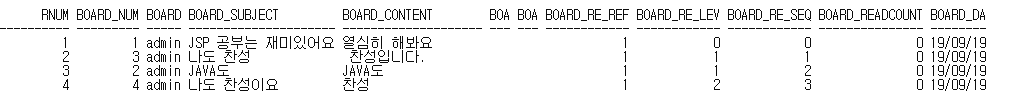 RNUM BOARD_NUM BOARD BOARD_SUBJECT BOARD_CONTENT BOA BOA BOARD_RE_REF BOARD_RE_LEV BOARD_RE_SEQ BOARD_READCOUNT BOARD_DA
---------- ---------- ----- -------------------- -------------------- --- --- ------------ ------------ ------------ --------------- --------
1 1 admin JSP 공부는 재미있어요 열심히 해봐요 1 0 0 0 19/09/19
2 3 admin 나도 찬성 찬성입니다. 1 1 1 0 19/09/19
3 2 admin JAVA도 JAVA도 1 1 2 0 19/09/19
4 4 admin 나도 찬성이요 찬성 1 2 3 0 19/09/19